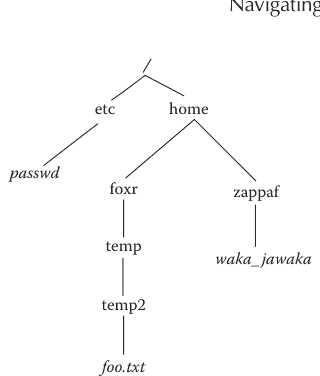 Navigating
/
etc home
passwd
foxr zappaf
temp
waka_jawaka
temp2
foo.txt